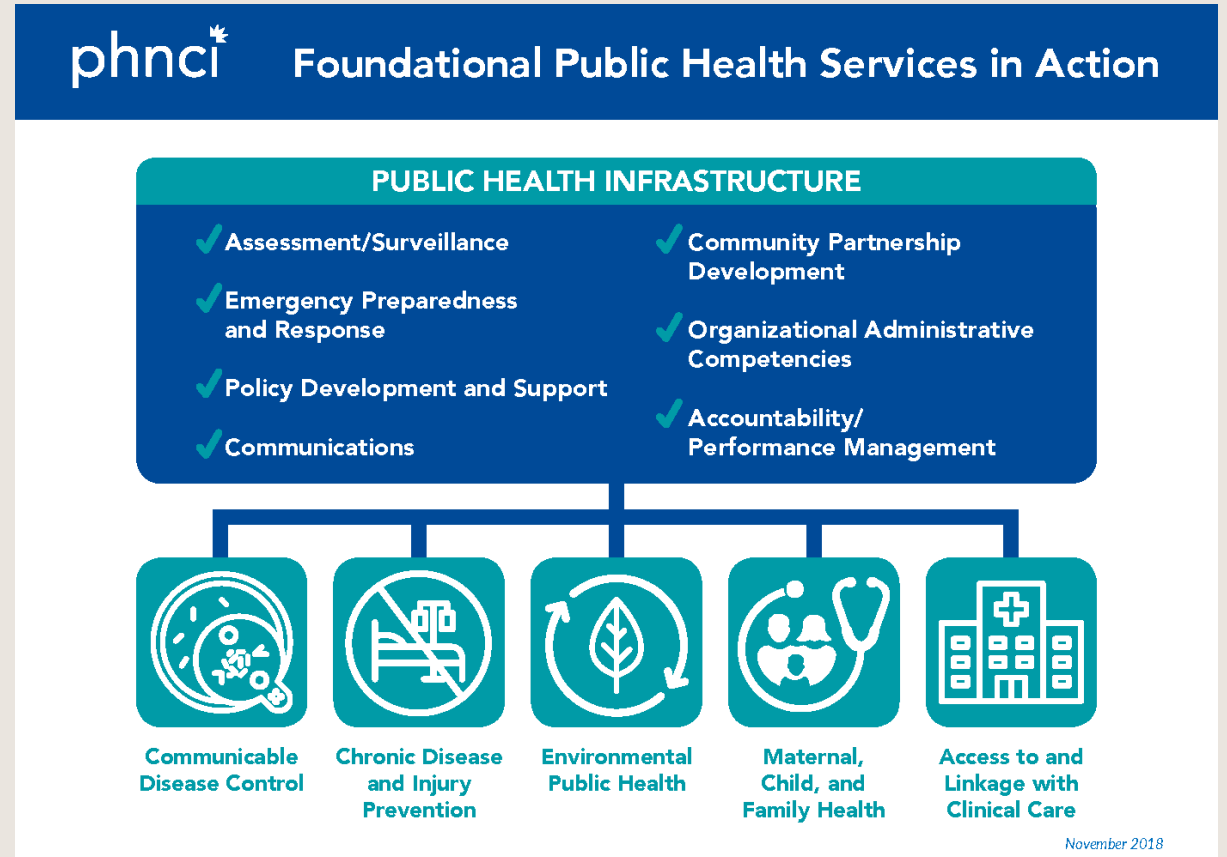 phnci
Foundational Public Health Services in Action
PUBLIC HEALTH INFRASTRUCTURE
Assessment/Surveillance
Emergency Preparedness
and Response
Policy Development and Support
Communications
Community Partnership
Development
Organizational Administrative
Competencies
Accountability/
Performance Management
Communicable
Disease Control
Chronic Disease
and Injury
Prevention
Environmental
Public Health
Maternal,
Child, and
Family Health
Access to and
Linkage with
Clinical Care
November 2018